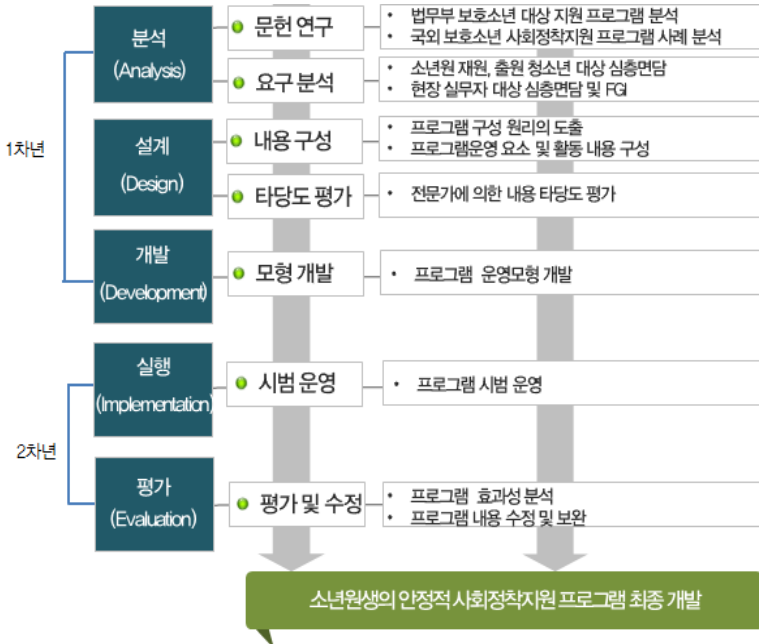 1차년
분석
(Analysis)
문헌 연구
• 법무부 보호소년 대상 지원 프로그램 분석
• 국외 보호소년 사회정착지원 프로그램 사례 분석
요구 분석
• 소년원 재원, 출원 청소년 대상 심층면담
• 현장 실무자 대상 심층면담 및 FGI
설계
(Design)
내용 구성
• 프로그램 구성 원리의 도출
• 프로그램운영 요소 및 활동 내용 구성
타당도 평가
• 전문가에 의한 내용 타당도 평가
개발
(Development)
모형 개발
• 프로그램 운영모형 개발
2차년
실행
(Implementation)
시범 운영
• 프로그램 시범 운영
평가
(Evaluation)
평가 및 수정
• 프로그램 효과성 분석
• 프로그램 내용 수정 및 보완
소년원생의 안정적 사회정착지원 프로그램 최종 개발